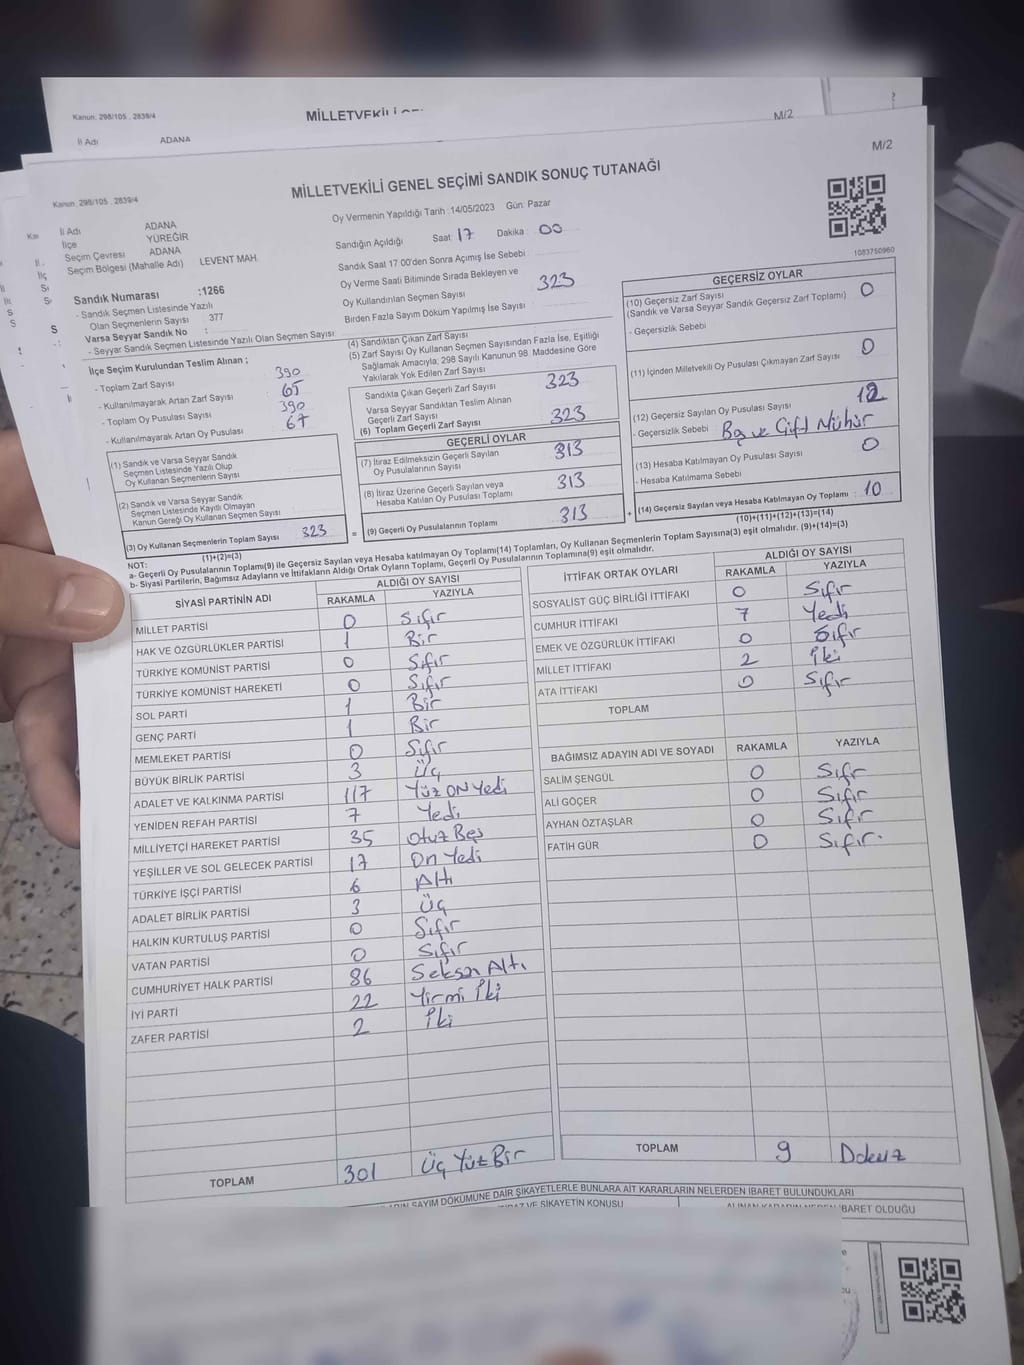 Kanun: 298/105 , 2839/4
MİLLETVEKİLİ
M/2
İl Adı ADANA
Kanun: 298/105 , 2839/4
MİLLETVEKİLİ GENEL SEÇİMİ SANDIK SONUÇ TUTANAĞI
M/2
İl Adı ADANA
İlçe YÜREĞİR
Seçim Çevresi ADANA
Seçim Bölgesi (Mahalle Adı) LEVENT MAH.
Oy Vermenin Yapıldığı Tarih :14/05/2023 Gün: Pazar
Sandığın Açıldığı Saat 17 Dakika 00
Sandık Saat 17:00'den Sonra Açımış İse Sebebi
Oy Verme Saati Bitiminde Sırada Bekleyen ve
Oy Kullandırılan Seçmen Sayısı 323
Birden Fazla Sayım Döküm Yapılmış İse Sayısı
1083750960
Sandık Numarası :1266
- Sandık Seçmen Listesinde Yazılı
Olan Seçmenlerin Sayısı : 377
Varsa Seyyar Sandık No :
- Seyyar Sandık Seçmen Listesinde Yazılı Olan Seçmen Sayısı
İlçe Seçim Kurulundan Teslim Alınan ;
- Toplam Zarf Sayısı 390
- Kullanılmayarak Artan Zarf Sayısı 65
- Toplam Oy Pusulası Sayısı 390
- Kullanılmayarak Artan Oy Pusulası 67
(1) Sandık ve Varsa Seyyar Sandık
Seçmen Listesinde Yazılı Olup
Oy Kullanan Seçmenlerin Sayısı
(2) Sandık ve Varsa Seyyar Sandık
Seçmen Listesinde Kayıtlı Olmayan
Kanun Gereği Oy Kullanan Seçmen Sayısı
(3) Oy Kullanan Seçmenlerin Toplam Sayısı 323
(1)+(2)=(3)
(4) Sandıktan Çıkan Zarf Sayısı
(5) Zarf Sayısı Oy Kullanan Seçmen Sayısından Fazla İse, Eşitliği
Sağlamak Amacıyla, 298 Sayılı Kanunun 98. Maddesine Göre
Yakılarak Yok Edilen Zarf Sayısı
Sandıkta Çıkan Geçerli Zarf Sayısı 323
Varsa Seyyar Sandıktan Teslim Alınan
Geçerli Zarf Sayısı
(6) Toplam Geçerli Zarf Sayısı 323
GEÇERLİ OYLAR
(7) İtiraz Edilmeksizin Geçerli Sayılan
Oy Pusulalarının Sayısı 313
(8) İtiraz Üzerine Geçerli Sayılan veya
Hesaba Katılan Oy Pusulası Toplamı 313
= (9) Geçerli Oy Pusulalarının Toplamı 313 +
GEÇERSİZ OYLAR
(10) Geçersiz Zarf Sayısı
(Sandık ve Varsa Seyyar Sandık Geçersiz Zarf Toplamı) 0
- Geçersizlik Sebebi
(11) İçinden Milletvekili Oy Pusulası Çıkmayan Zarf Sayısı 0
(12) Geçersiz Sayılan Oy Pusulası Sayısı
- Geçersizlik Sebebi Boş ve Çift Mühür
(13) Hesaba Katılmayan Oy Pusulası Sayısı 0
- Hesaba Katılmama Sebebi
(14) Geçersiz Sayılan veya Hesaba Katılmayan Oy Toplamı : 10
(10)+(11)+(12)+(13)=(14)
NOT:
a- Geçerli Oy Pusulalarının Toplamı(9) ile Geçersiz Sayılan veya Hesaba katılmayan Oy Toplam(14) Toplamları, Oy Kullanan Seçmenlerin Toplam Sayısına(3) eşit olmalıdır. (9)+(14)=(3)
b- Siyasi Partilerin, Bağımsız Adayların ve İttifakların Aldığı Ortak Oyların Toplamı, Geçerli Oy Pusulalarının Toplamına(9) eşit olmalıdır.
SİYASİ PARTİNİN ADI ALDIĞI OY SAYISI
RAKAMLA YAZIYLA
MİLLET PARTİSİ 0 Sıfır
HAK VE ÖZGÜRLÜKLER PARTİSİ 1 Bir
TÜRKİYE KOMÜNİST PARTİSİ 0 Sıfır
TÜRKİYE KOMÜNİST HAREKETİ 0 Sıfır
SOL PARTİ 1 Bir
GENÇ PARTİ 1 Bir
MEMLEKET PARTİSİ 0 Sıfır
BÜYÜK BİRLİK PARTİSİ 3 Üç
ADALET VE KALKINMA PARTİSİ 117 Yüz ON Yedi
YENİDEN REFAH PARTİSİ 7 Yedi
MİLLİYETÇİ HAREKET PARTİSİ 35 Otuz Beş
YEŞİLLER VE SOL GELECEK PARTİSİ 17 On Yedi
TÜRKİYE İŞÇİ PARTİSİ 6 Altı
ADALET BİRLİK PARTİSİ 3 Üç
HALKIN KURTULUŞ PARTİSİ 0 Sıfır
VATAN PARTİSİ 0 Sıfır
CUMHURİYET HALK PARTİSİ 86 Seksen Altı
İYİ PARTİ 22 Yirmi İki
ZAFER PARTİSİ 2 İki
TOPLAM 301 Üç Yüz Bir
İTTİFAK ORTAK OYLARI ALDIĞI OY SAYISI
RAKAMLA YAZIYLA
SOSYALİST GÜÇ BİRLİĞİ İTTİFAKI 0 Sıfır
CUMHUR İTTİFAKI 7 Yedi
EMEK VE ÖZGÜRLÜK İTTİFAKI 0 Sıfır
MİLLET İTTİFAKI 2 İki
ATA İTTİFAKI 0 Sıfır
TOPLAM
BAĞIMSIZ ADAYIN ADI VE SOYADI RAKAMLA YAZIYLA
SALİM ŞENGÜL 0 Sıfır
ALİ GÖÇER 0 Sıfır
AYHAN ÖZTAŞLAR 0 Sıfır
FATİH GÜR 0 Sıfır.
TOPLAM 9 Dokuz
SAYIM DÖKÜMÜNE DAİR ŞİKAYETLERLE BUNLARA AİT KARARLARIN NELERDEN İBARET BULUNDUKLARI
VE ŞİKAYETİN KONUSU
İBARET OLDUĞU